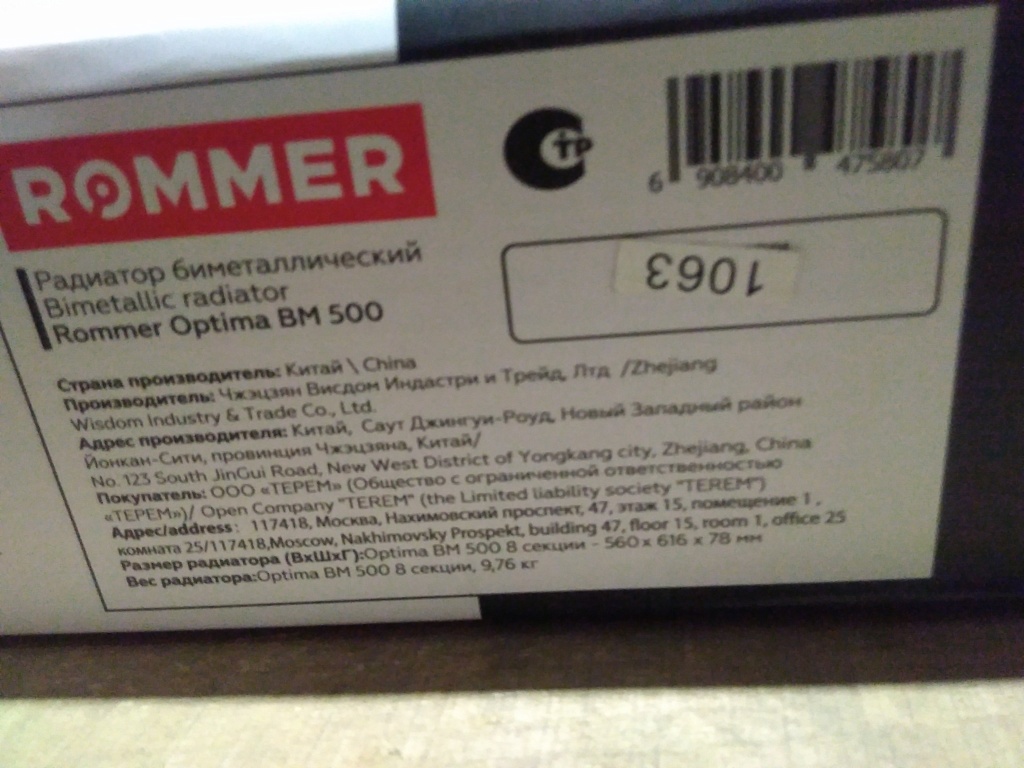 ROMMER
ТР
6 908400 475807
1063
Радиатор биметаллический
Bimetallic radiator
Rommer Optima BM 500
Страна производитель: Китай \ China
Производитель: Чжэцзян Висдом Индастри и Трейд, Лтд /Zhejiang
Wisdom Industry & Trade Co., Ltd.
Адрес производителя: Китай, Саут Джингуи-Роуд, Новый Западный район
Йонкан-Сити, провинция Чжэцзяна, Китай/
No. 123 South JinGui Road, New West District of Yongkang city, Zhejiang, China
Покупатель: ООО «ТЕРЕМ» (Общество с ограниченной ответственностью
«ТЕРЕМ»)/ Open Company "TEREM" (the Limited liability society "TEREM")
Адрес/address: 117418, Москва, Нахимовский проспект, 47, этаж 15, помещение 1,
комната 25/117418,Moscow, Nakhimovsky Prospekt, building 47, floor 15, room 1, office 25
Размер радиатора (ВхШхГ):Optima BM 500 8 секции - 560 x 616 x 78 мм
Вес радиатора:Optima BM 500 8 секции, 9,76 кг